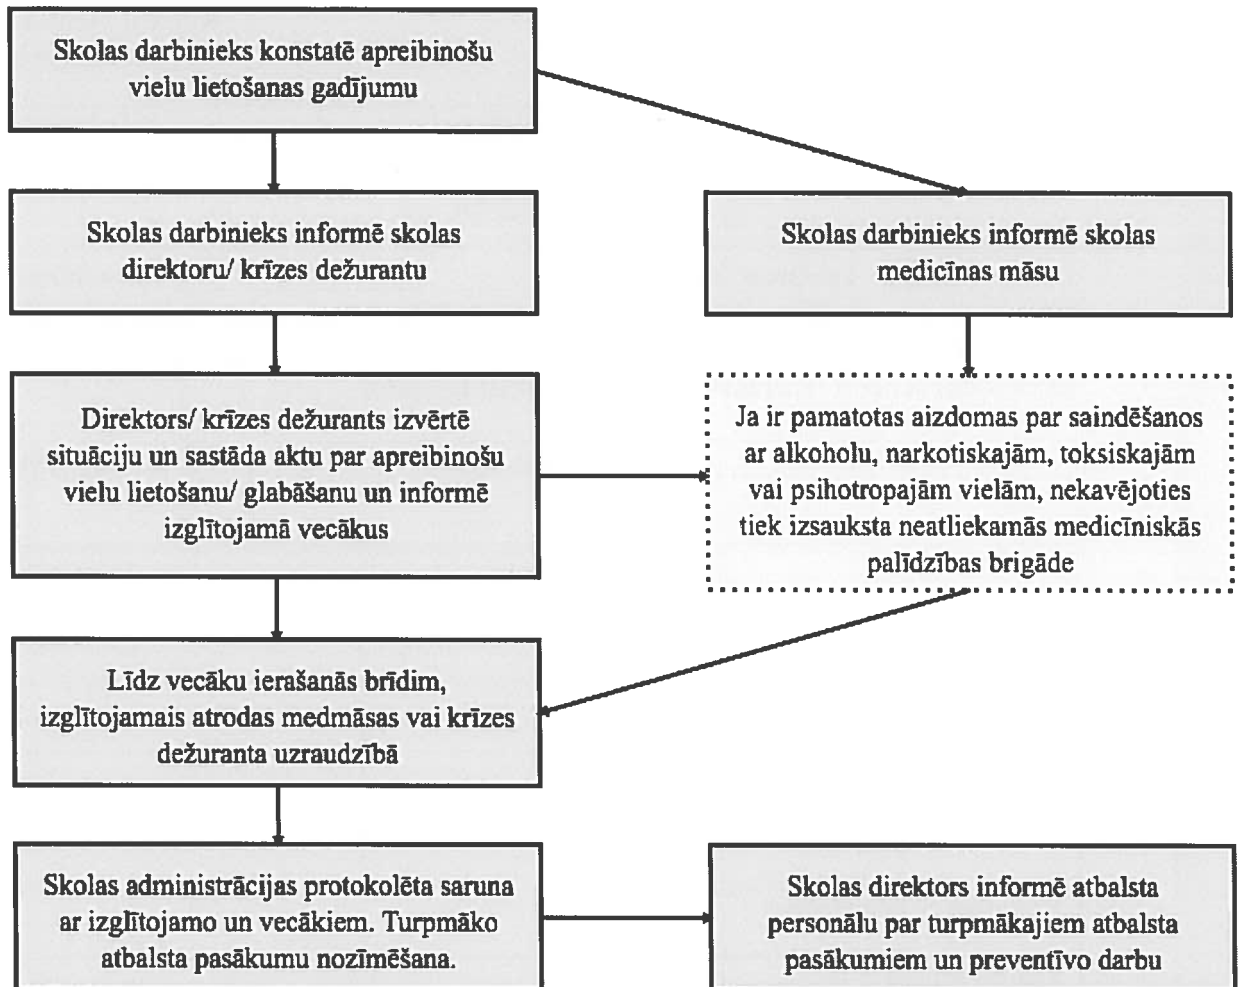 Skolas darbinieks konstatē apreibinošu
vielu lietošanas gadījumu
Skolas darbinieks informē skolas
direktoru/ krīzes dežurantu
Skolas darbinieks informē skolas
medicīnas māsu
Direktors/ krīzes dežurants izvērtē
situāciju un sastāda aktu par apreibinošu
vielu lietošanu/ glabāšanu un informē
izglītojamā vecākus
Ja ir pamatotas aizdomas par saindēšanos
ar alkoholu, narkotiskajām, toksiskajām
vai psihotropajām vielām, nekavējoties
tiek izsauksta neatliekamās medicīniskās
palīdzības brigāde
Līdz vecāku ierašanās brīdim,
izglītojamais atrodas medmāsas vai krīzes
dežuranta uzraudzībā
Skolas administrācijas protokolēta saruna
ar izglītojamo un vecākiem. Turpmāko
atbalsta pasākumu nozīmēšana.
Skolas direktors informē atbalsta
personālu par turpmākajiem atbalsta
pasākumiem un preventīvo darbu